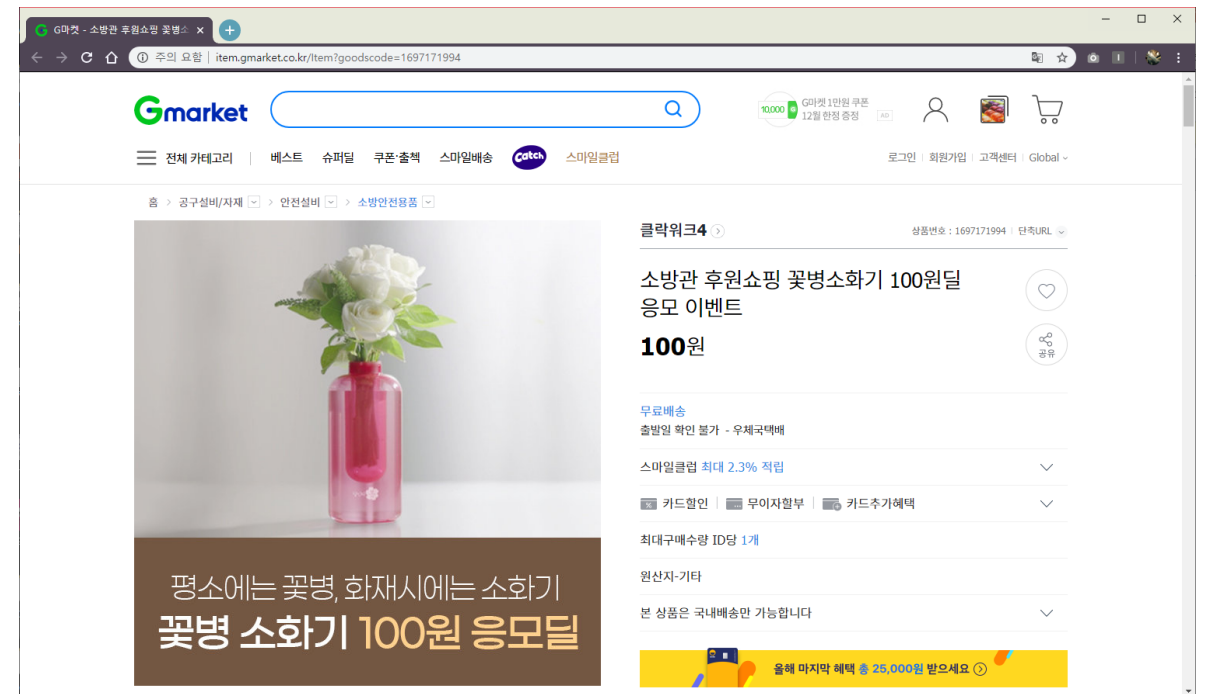 G마켓 - 소방관 후원쇼핑 꽃병소
주의 요함 | item.gmarket.co.kr/Item?goodscode=1697171994
Gmarket
10,000
G마켓 1만원 쿠폰
12월 한정 증정
AD
전체 카테고리
베스트 슈퍼딜 쿠폰·출첵 스마일배송 Catch 스마일클럽
로그인 회원가입 고객센터 Global
홈 > 공구설비/자재 > 안전설비 > 소방안전용품
클락워크4
상품번호 : 1697171994 단축URL
소방관 후원쇼핑 꽃병소화기 100원딜
응모 이벤트
100원
공유
무료배송
출발일 확인 불가 - 우체국택배
스마일클럽 최대 2.3% 적립
카드할인 무이자할부 카드추가혜택
최대구매수량 ID당 1개
원산지-기타
본 상품은 국내배송만 가능합니다
올해 마지막 혜택 총 25,000원 받으세요
평소에는 꽃병, 화재시에는 소화기
꽃병 소화기 100원 응모딜